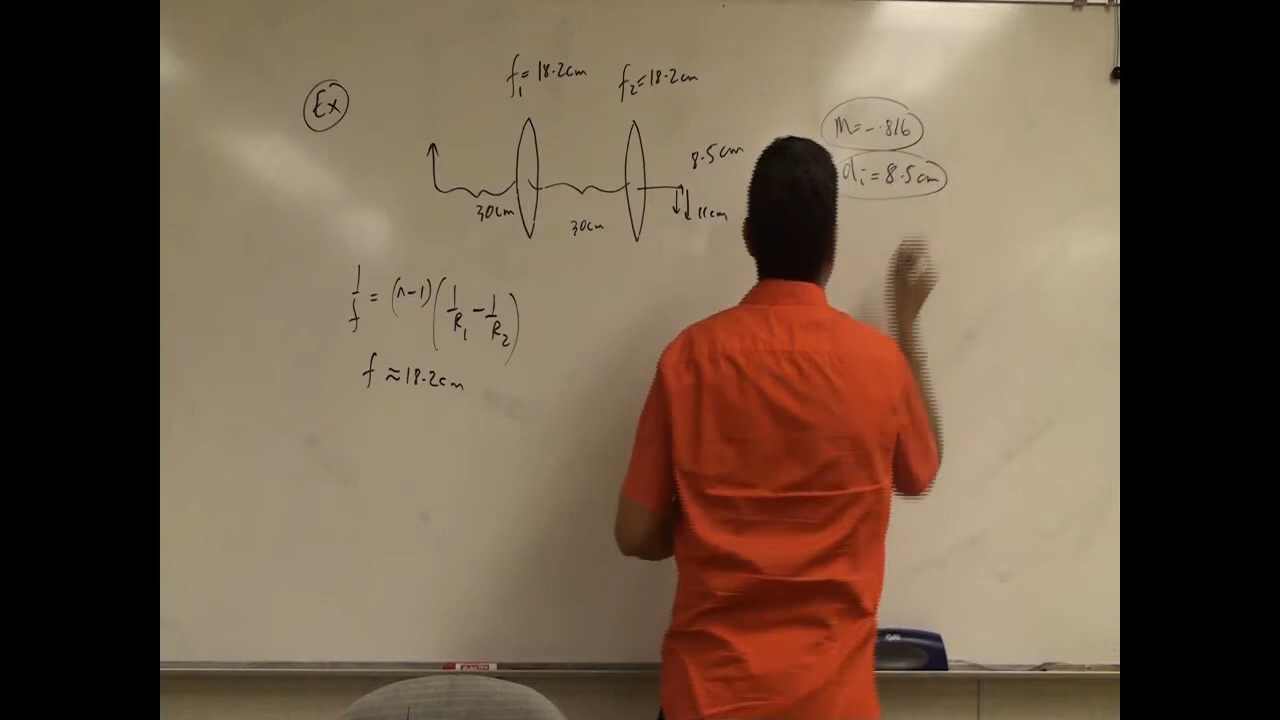 Ex
f₁ = 18.2cm
f₂ = 18.2cm
30cm
30cm
8.5cm
11cm
M = -.816
di = 8.5cm
1/f = (n-1)(1/R₁ - 1/R₂)
f ≈ 18.2cm